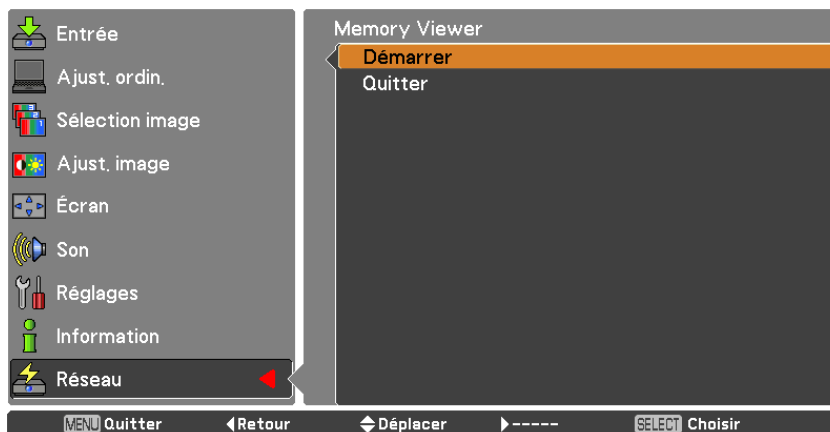 Entrée
Ajust. ordin.
Sélection image
Ajust. image
Écran
Son
Réglages
Information
Réseau
Memory Viewer
Démarrer
Quitter
MENU Quitter Retour Déplacer ----- SELECT Choisir